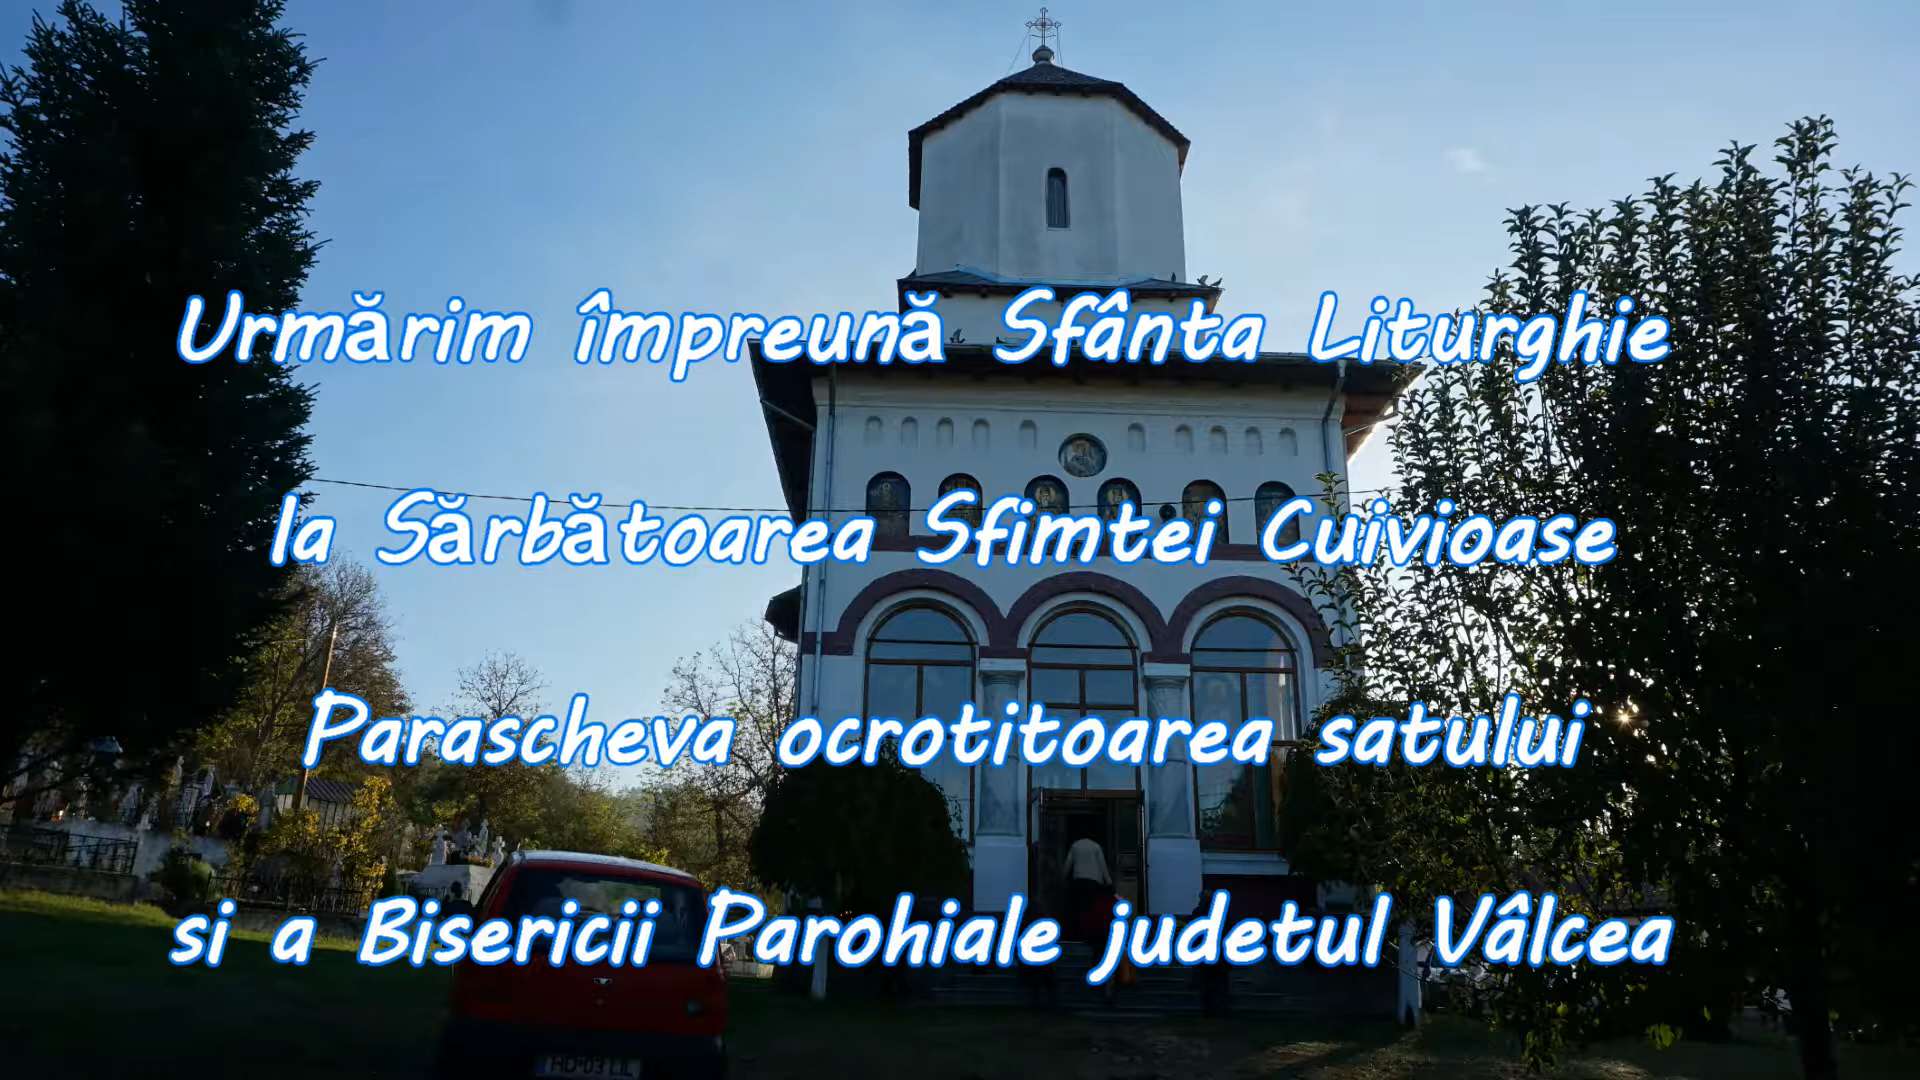 Urmărim împreună Sfânta Liturghie
la Sărbătoarea Sfimtei Cuivioase
Parascheva ocrotitoarea satului
si a Bisericii Parohiale judetul Vâlcea